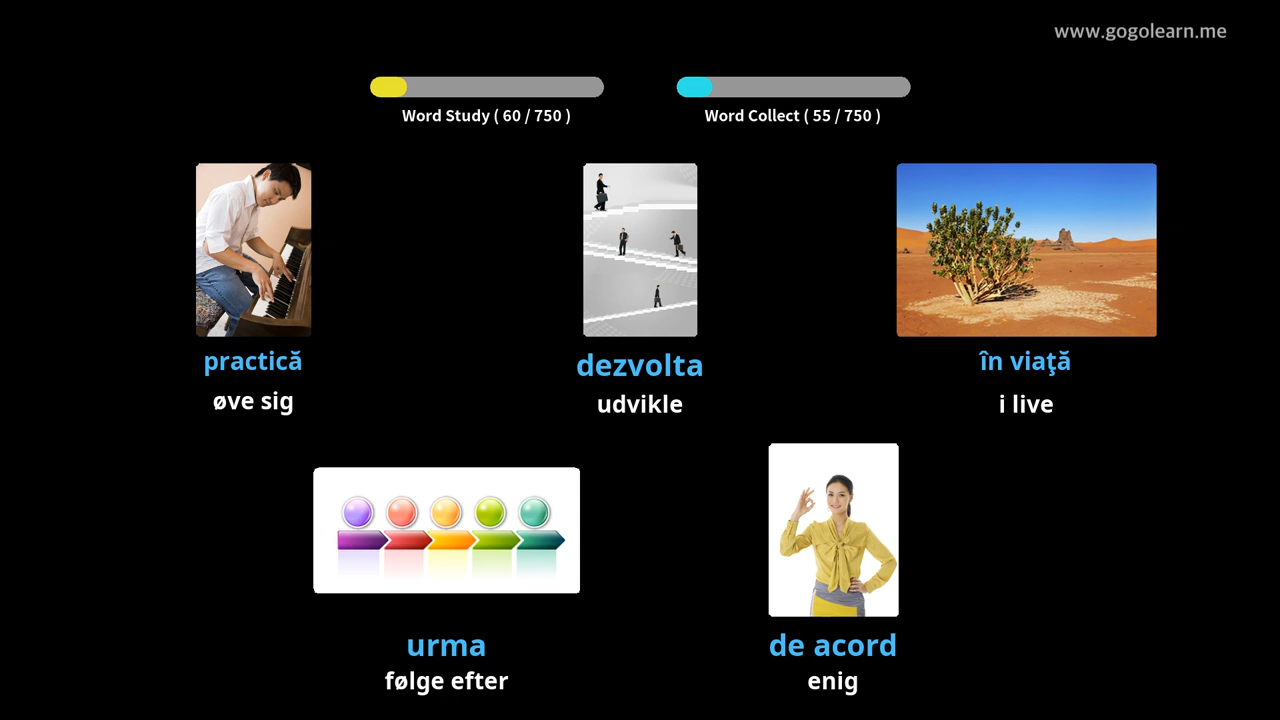 www.gogolearn.me
Word Study ( 60 / 750 )
Word Collect ( 55 / 750 )
practică
øve sig
dezvolta
udvikle
în viaţă
i live
urma
følge efter
de acord
enig